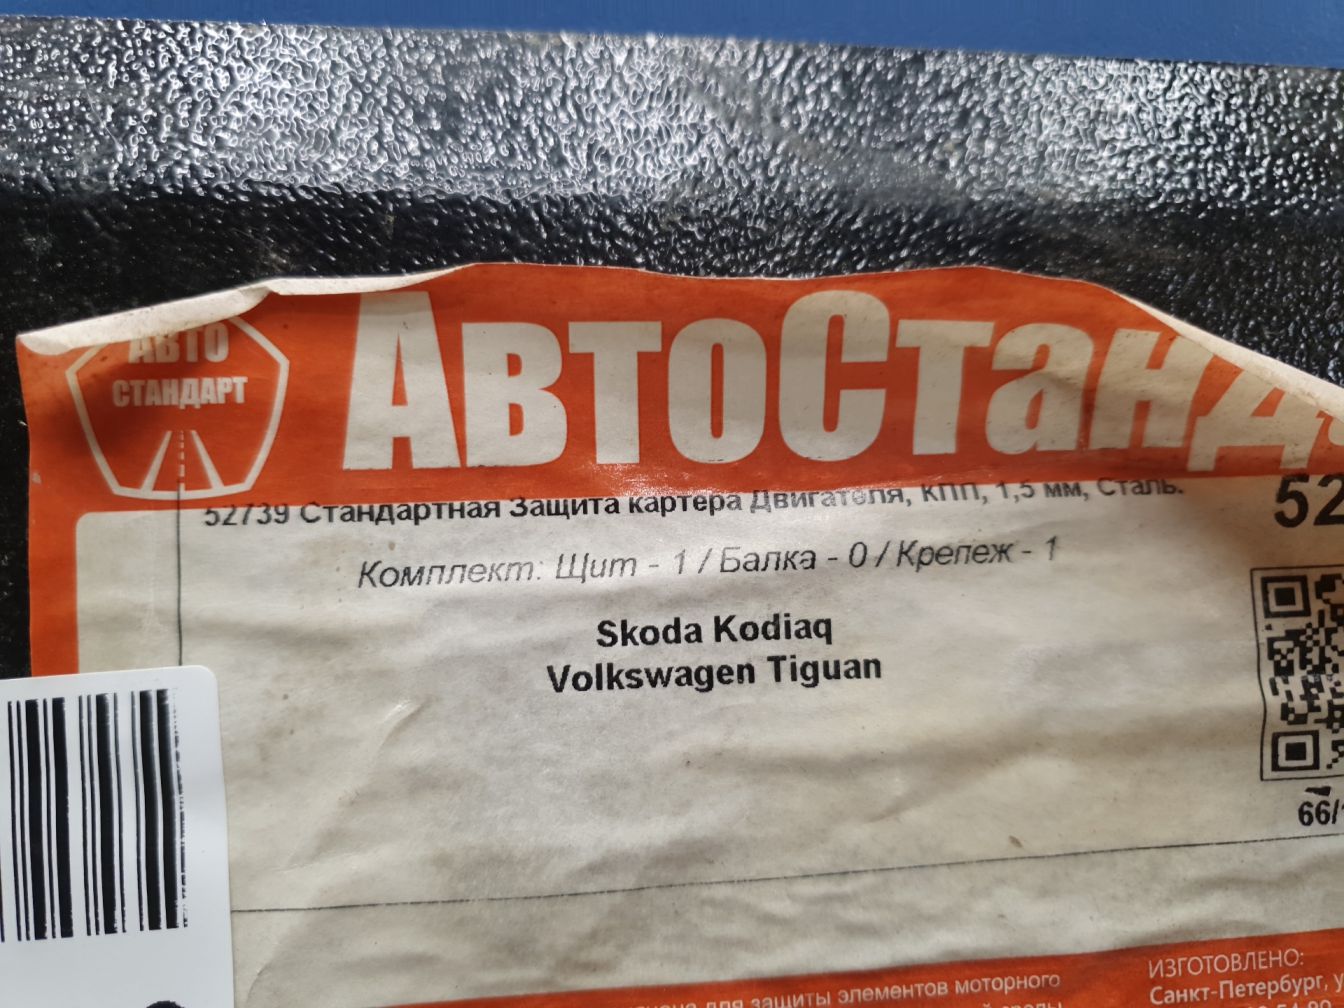 АВТО
СТАНДАРТ
АвтоСтанд
52739 Стандартная Защита картера Двигателя, КПП, 1,5 мм, Сталь.
52
Комплект: Щит - 1 / Балка - 0 / Крепеж - 1
Skoda Kodiaq
Volkswagen Tiguan
66/
для защиты элементов моторного
ИЗГОТОВЛЕНО:
Санкт-Петербург,